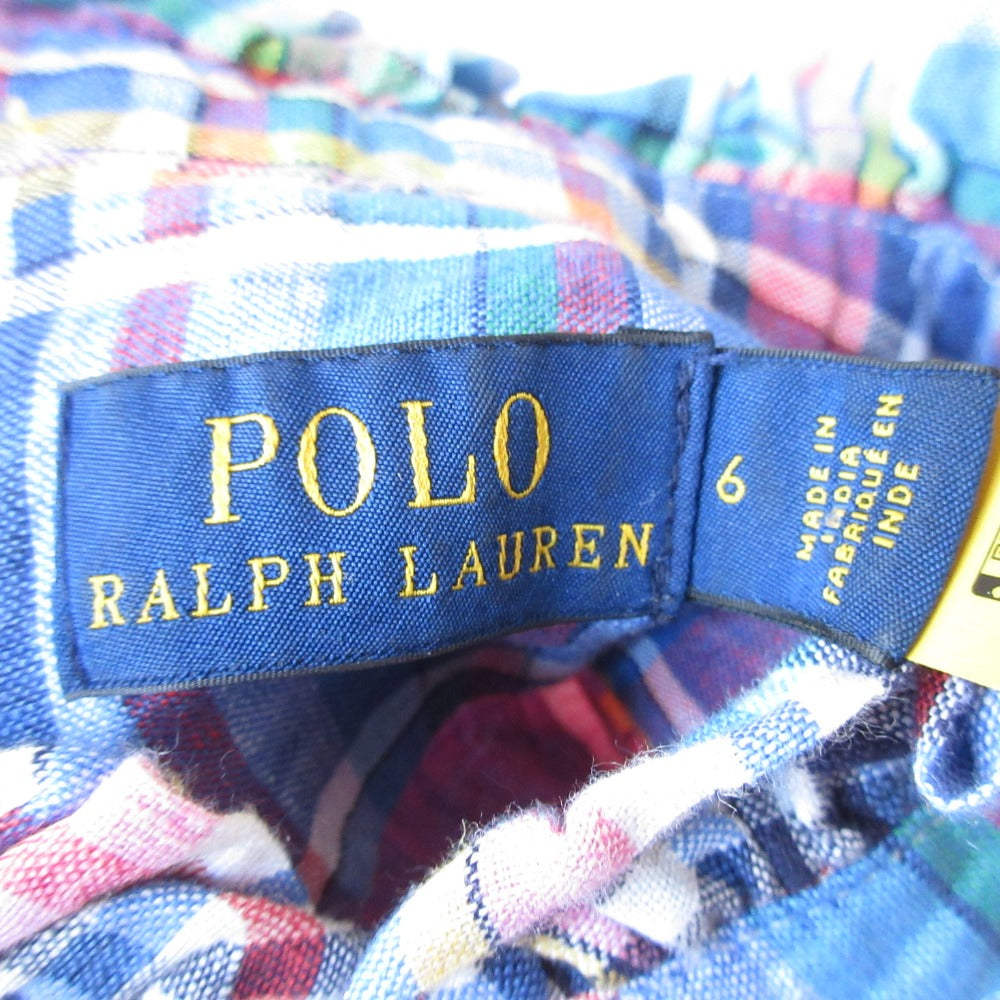 POLO
RALPH LAUREN
6
MADE IN
INDIA
FABRIQUÉ EN
INDE